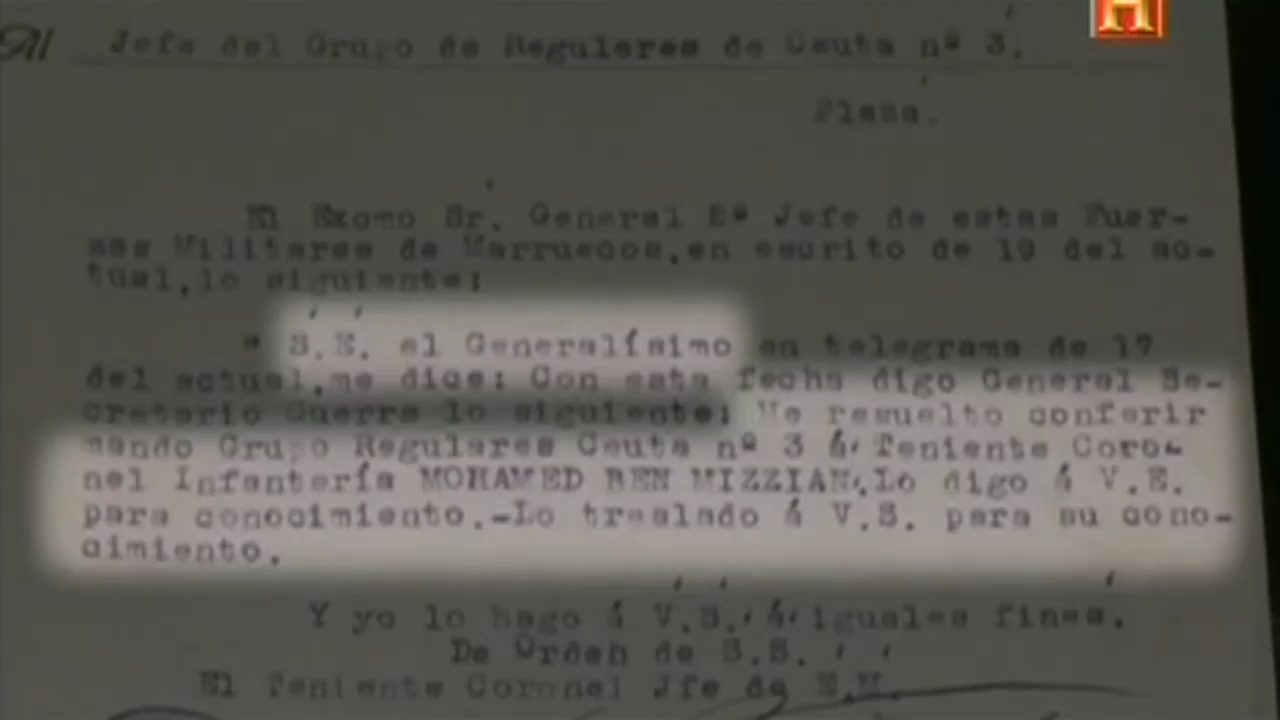 H
Al Jefe del Grupo de Regulares de Ceuta nº 3.
Plaza.
El Excmo Sr. General 2º Jefe de estas Fuer-
zas Militares de Marruecos,en escrito de 19 del ac-
tual,lo siguiente:
" S.E. el Generalísimo en telegrama de 17
del actual,me dice: Con esta fecha digo General Se-
cretario Guerra lo siguiente: He resuelto conferir
mando Grupo Regulares Ceuta nº 3 á Teniente Coro-
nel Infantería MOHAMED BEN MIZZIAN.Lo digo á V.E.
para conocimiento.-Lo traslado á V.S. para su cono-
cimiento.
Y yo lo hago á V.S. á iguales fines.
De Orden de S.S.
El Teniente Coronel Jfe de E.M.